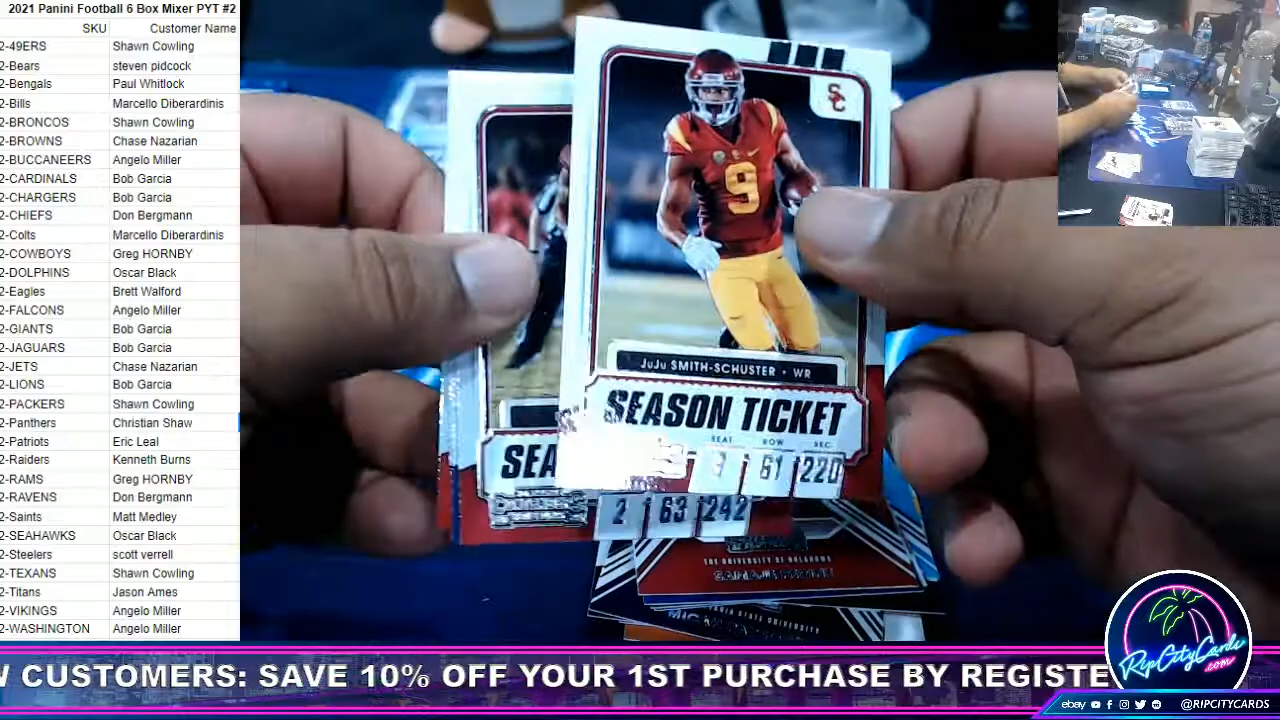 2021 Panini Football 6 Box Mixer PYT #2
SKU Customer Name
2-49ERS Shawn Cowling
2-Bears steven pidcock
2-Bengals Paul Whitlock
2-Bills Marcello Diberardinis
2-BRONCOS Shawn Cowling
2-BROWNS Chase Nazarian
2-BUCCANEERS Angelo Miller
2-CARDINALS Bob Garcia
2-CHARGERS Bob Garcia
2-CHIEFS Don Bergmann
2-Colts Marcello Diberardinis
2-COWBOYS Greg HORNBY
2-DOLPHINS Oscar Black
2-Eagles Brett Walford
2-FALCONS Angelo Miller
2-GIANTS Bob Garcia
2-JAGUARS Bob Garcia
2-JETS Chase Nazarian
2-LIONS Bob Garcia
2-PACKERS Shawn Cowling
2-Panthers Christian Shaw
2-Patriots Eric Leal
2-Raiders Kenneth Burns
2-RAMS Greg HORNBY
2-RAVENS Don Bergmann
2-Saints Matt Medley
2-SEAHAWKS Oscar Black
2-Steelers scott verrell
2-TEXANS Shawn Cowling
2-Titans Jason Ames
2-VIKINGS Angelo Miller
2-WASHINGTON Angelo Miller
SC
9
JuJu SMITH-SCHUSTER • WR
SEASON TICKET
SEAT ROW SEC
3 61 220
SEA
2 63 242
THE UNIVERSITY OF OKLAHOMA
STATE UNIVERSITY
W CUSTOMERS: SAVE 10% OFF YOUR 1ST PURCHASE BY REGISTE
RipCityCards
.com
ebay @RIPCITYCARDS